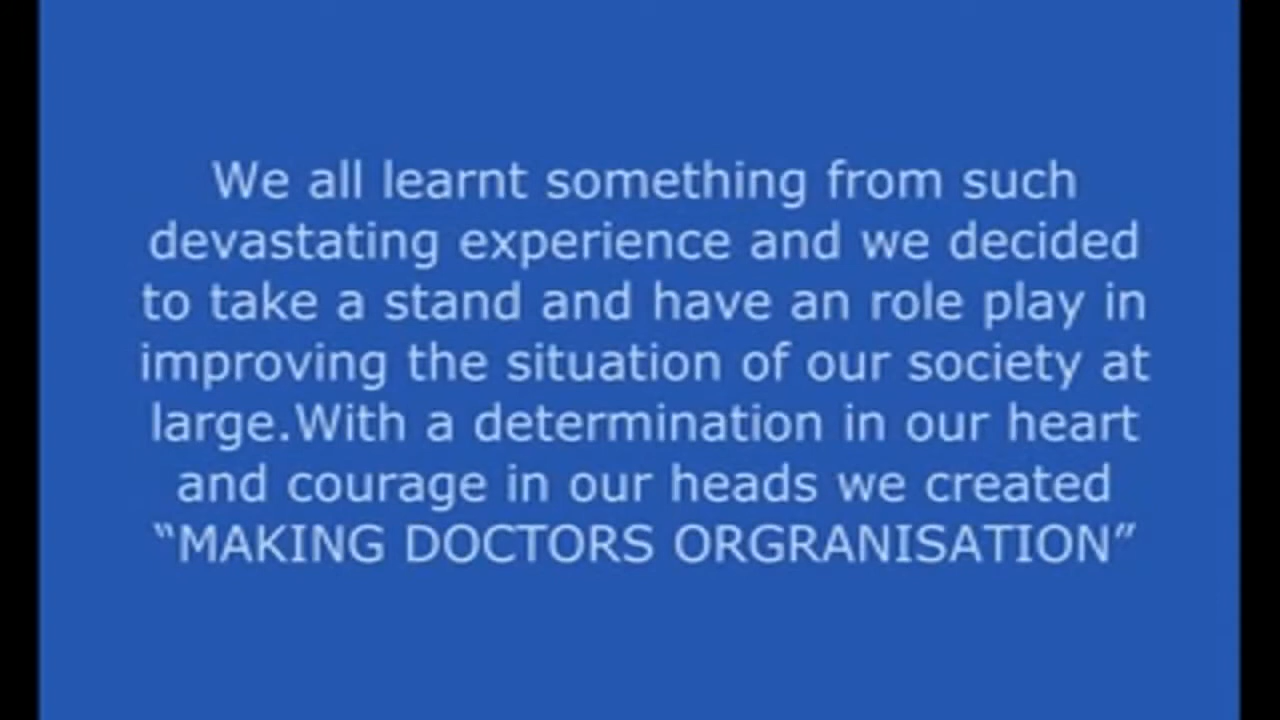 We all learnt something from such
devastating experience and we decided
to take a stand and have an role play in
improving the situation of our society at
large.With a determination in our heart
and courage in our heads we created
“MAKING DOCTORS ORGRANISATION”